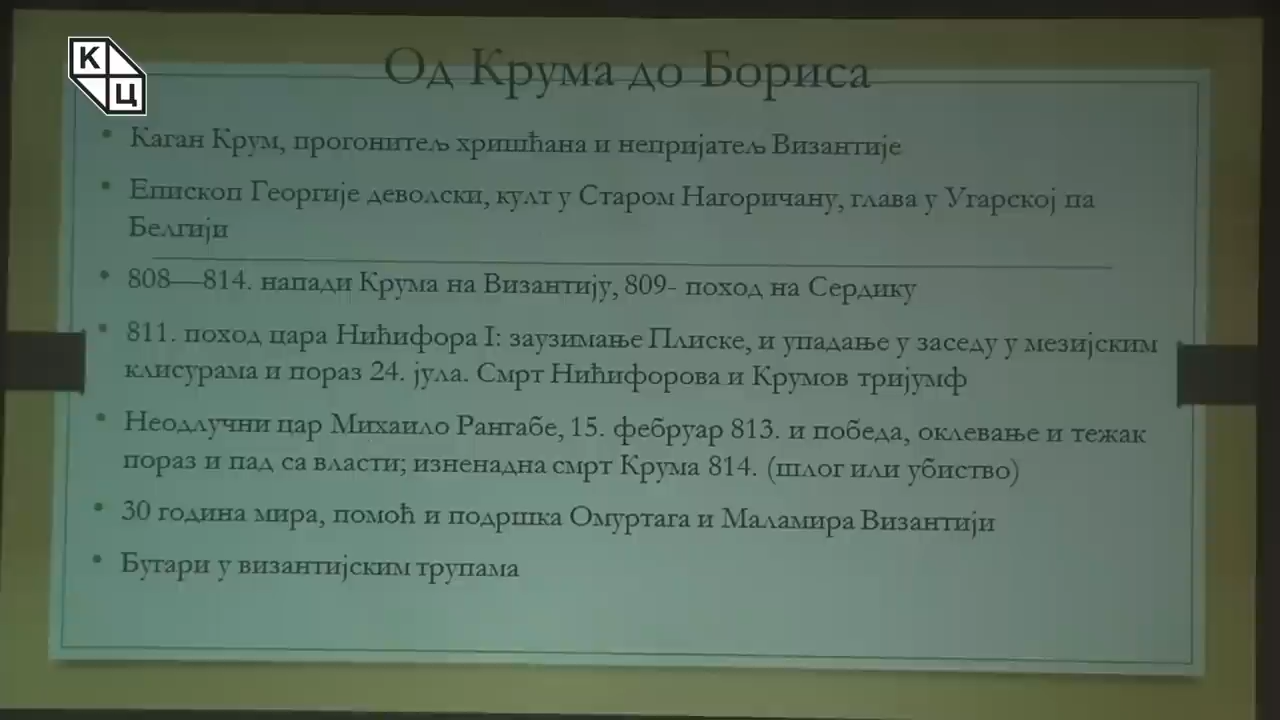 К
Ц
Од Крума до Бориса
• Каган Крум, прогонитељ хришћана и непријатељ Византије
• Епископ Георгије деволски, култ у Старом Нагоричану, глава у Угарској па
Белгији
• 808—814. напади Крума на Византију, 809- поход на Сердику
• 811. поход цара Нићифора I: заузимање Плиске, и упадање у заседу у мезијским
клисурама и пораз 24. јула. Смрт Нићифорова и Крумов тријумф
• Неодлучни цар Михаило Рангабе, 15. фебруар 813. и победа, оклевање и тежак
пораз и пад са власти; изненадна смрт Крума 814. (шлог или убиство)
• 30 година мира, помоћ и подршка Омуртага и Маламира Византији
• Бугари у византијским трупама